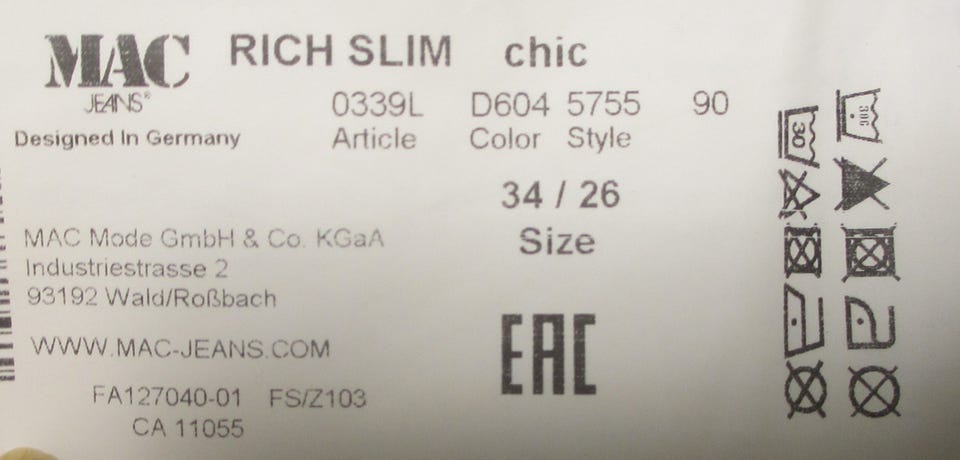 MAC RICH SLIM chic
JEANS®
0339L D604 5755 90
Designed In Germany Article Color Style
34 / 26
Size
MAC Mode GmbH & Co. KGaA
Industriestrasse 2
93192 Wald/Roßbach
WWW.MAC-JEANS.COM
EAC
FA127040-01 FS/Z103
CA 11055
30
30C